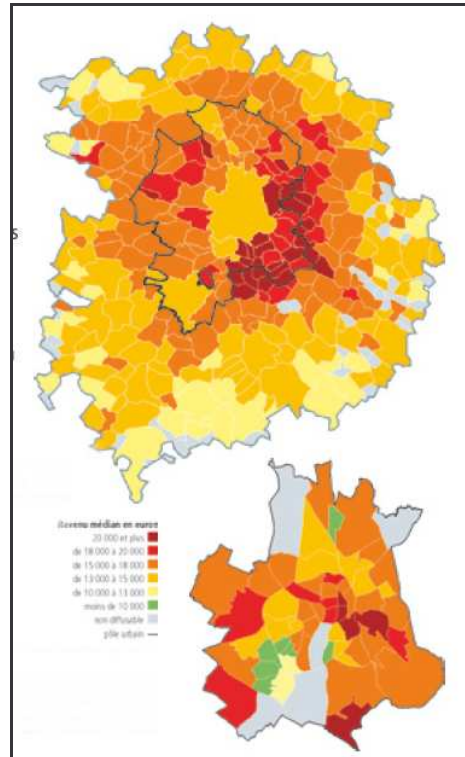 s
Revenu médian en euros
20 000 et plus
de 18 000 à 20 000
de 15 000 à 18 000
de 13 000 à 15 000
de 10 000 à 13 000
moins de 10 000
non diffusable
pôle urbain